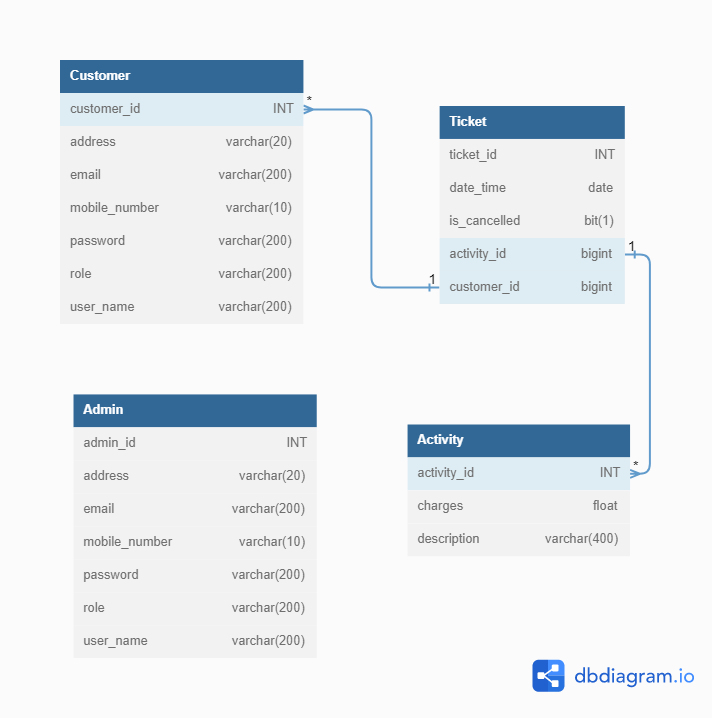 Customer
customer_id INT
address varchar(20)
email varchar(200)
mobile_number varchar(10)
password varchar(200)
role varchar(200)
user_name varchar(200)
*
1
Ticket
ticket_id INT
date_time date
is_cancelled bit(1)
activity_id bigint
customer_id bigint
1
*
Admin
admin_id INT
address varchar(20)
email varchar(200)
mobile_number varchar(10)
password varchar(200)
role varchar(200)
user_name varchar(200)
Activity
activity_id INT
charges float
description varchar(400)
dbdiagram.io